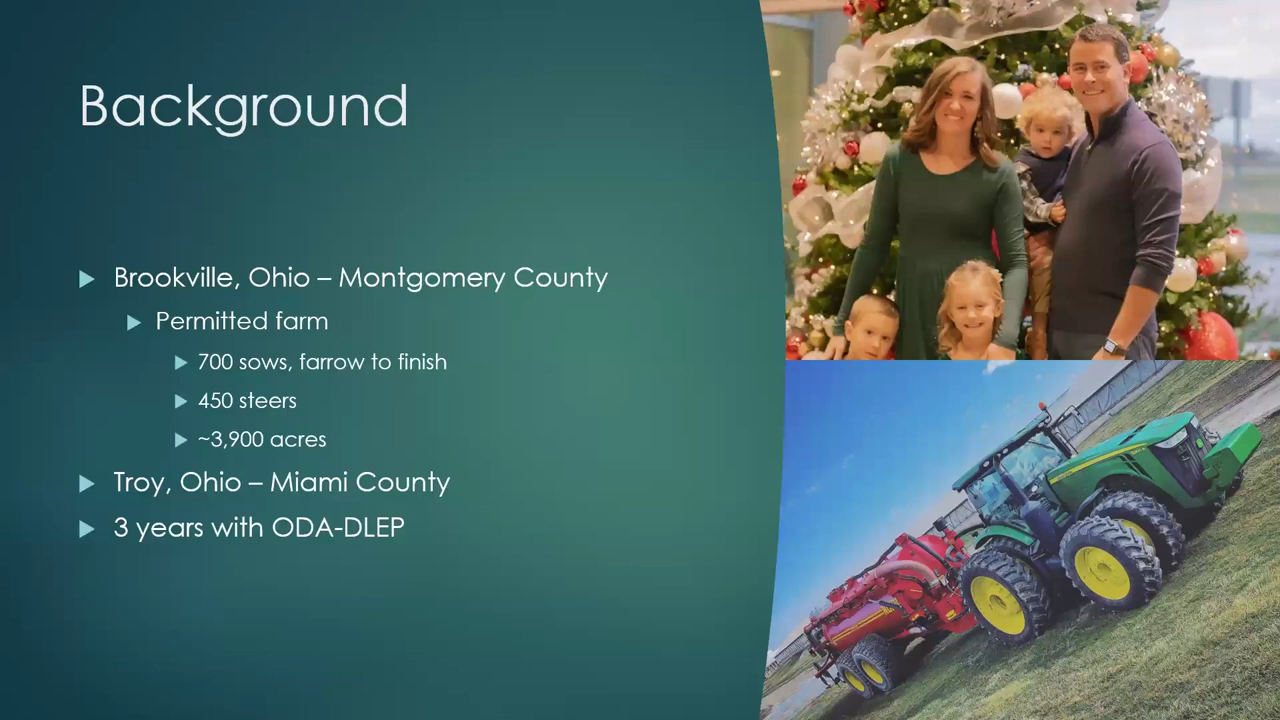 Background
Brookville, Ohio – Montgomery County
Permitted farm
700 sows, farrow to finish
450 steers
~3,900 acres
Troy, Ohio – Miami County
3 years with ODA-DLEP